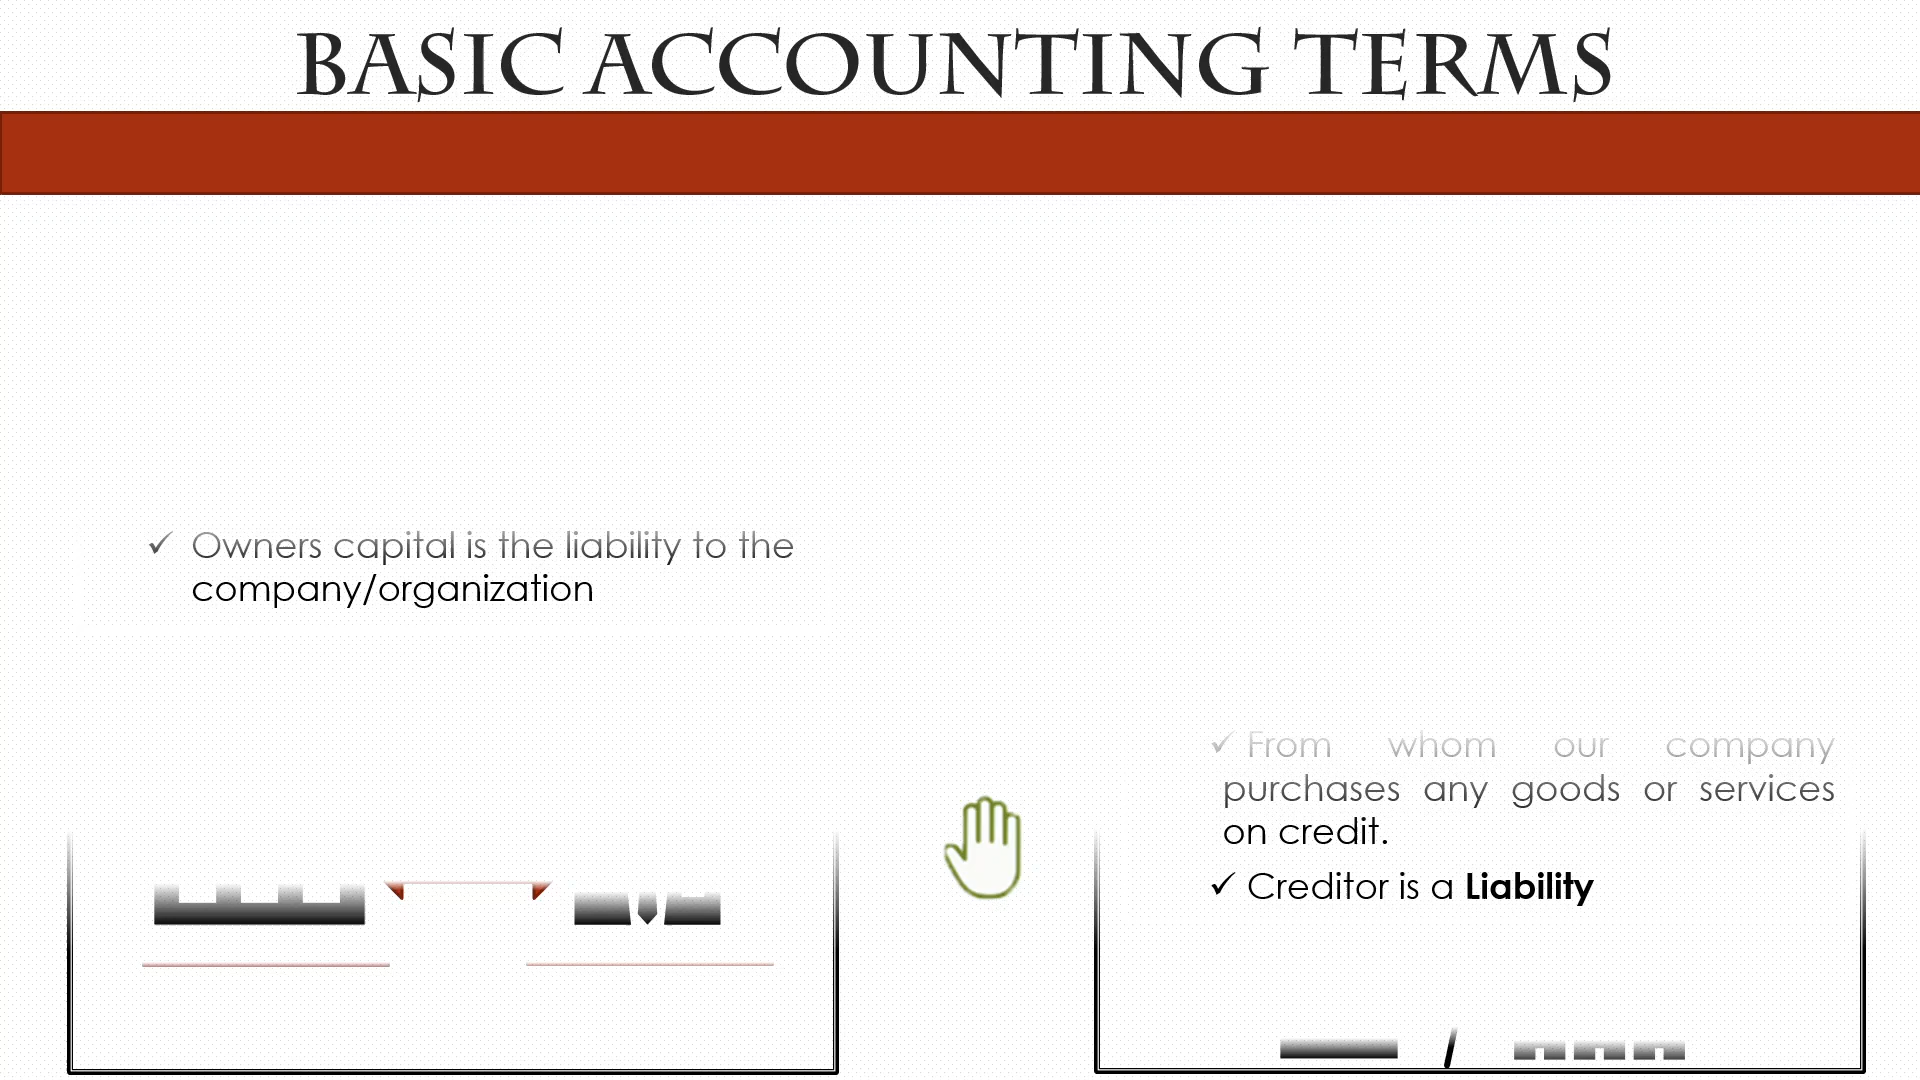 BASIC ACCOUNTING TERMS
✓ Owners capital is the liability to the
company/organization
✓ From whom our company
purchases any goods or services
on credit.
✓ Creditor is a Liability